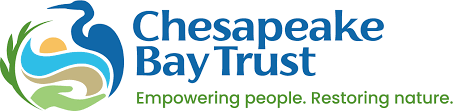 Chesapeake
Bay Trust
Empowering people. Restoring nature.